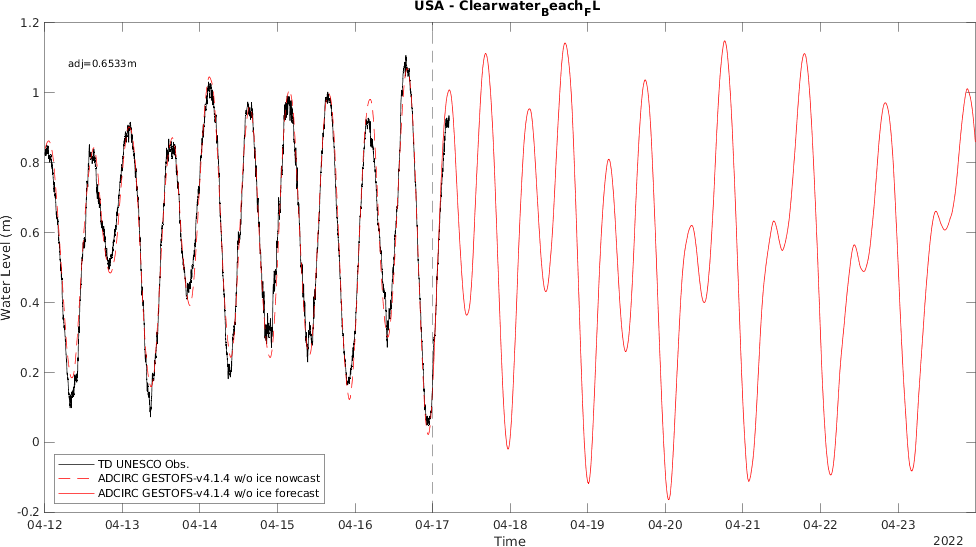 USA - Clearwater_Beach_FL
adj=0.6533m
1.2
1
0.8
0.6
0.4
0.2
0
-0.2
Water Level (m)
TD UNESCO Obs.
ADCIRC GESTOFS-v4.1.4 w/o ice nowcast
ADCIRC GESTOFS-v4.1.4 w/o ice forecast
04-12 04-13 04-14 04-15 04-16 04-17 04-18 04-19 04-20 04-21 04-22 04-23
Time
2022